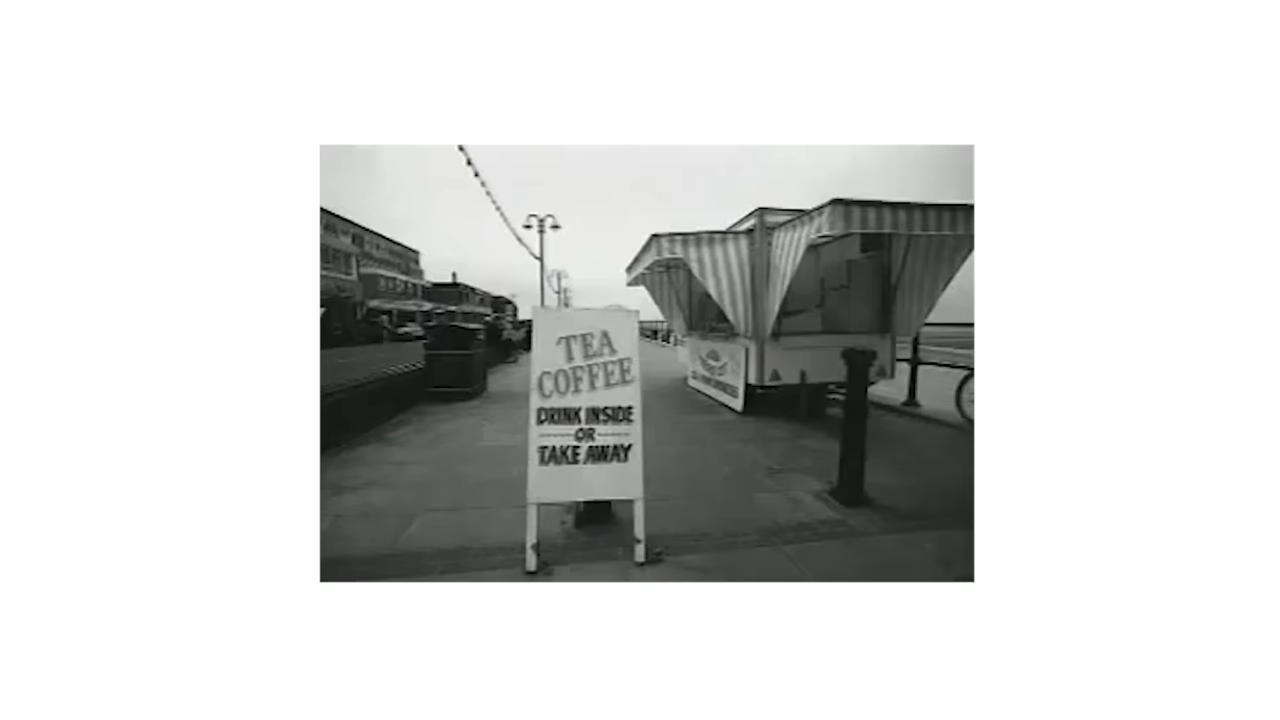 TEA
COFFEE
DRINK INSIDE
OR
TAKE AWAY